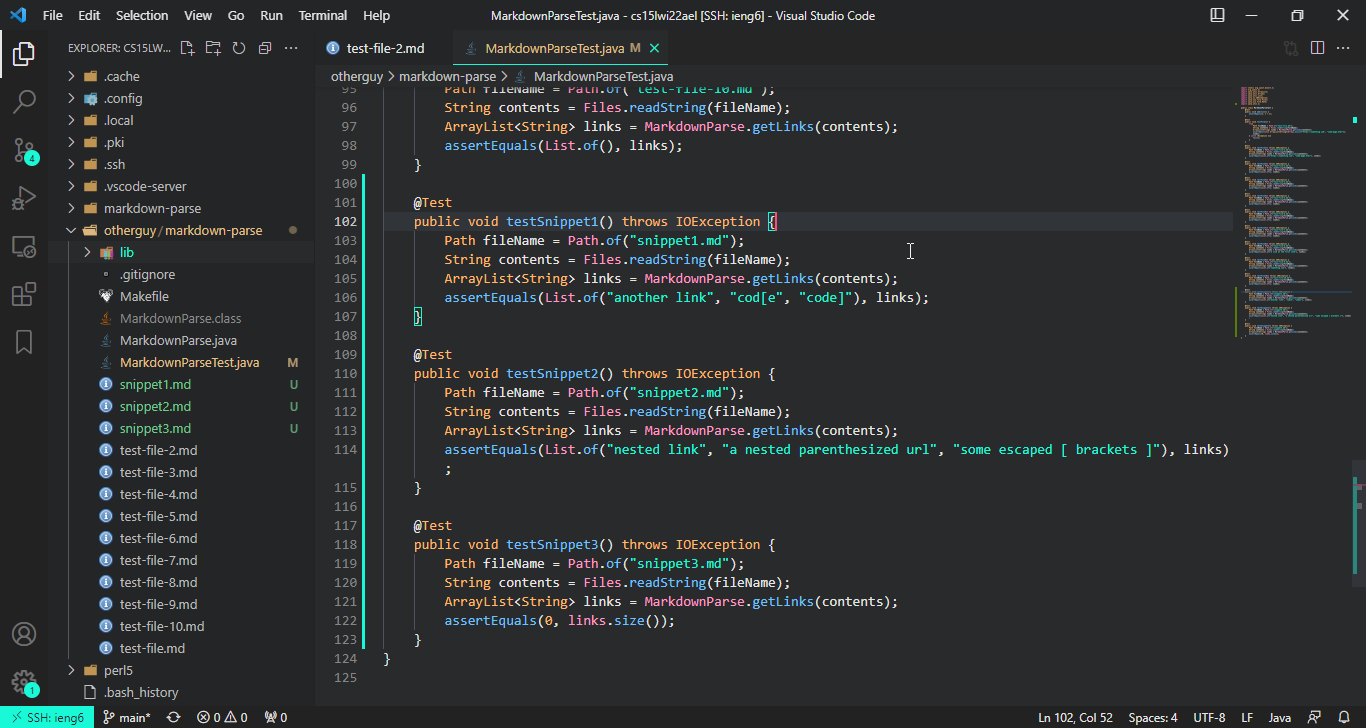 File Edit Selection View Go Run Terminal Help
MarkdownParseTest.java - cs15lwi22ael [SSH: ieng6] - Visual Studio Code
EXPLORER: CS15LW...
.cache
.config
.local
.pki
.ssh
.vscode-server
markdown-parse
otherguy / markdown-parse
lib
.gitignore
Makefile
MarkdownParse.class
MarkdownParse.java
MarkdownParseTest.java M
snippet1.md U
snippet2.md U
snippet3.md U
test-file-2.md
test-file-3.md
test-file-4.md
test-file-5.md
test-file-6.md
test-file-7.md
test-file-8.md
test-file-9.md
test-file-10.md
test-file.md
perl5
.bash_history
4
1
test-file-2.md
MarkdownParseTest.java M
otherguy > markdown-parse > MarkdownParseTest.java
95 Path fileName = Path.of("test-file-10.md");
96 String contents = Files.readString(fileName);
97 ArrayList<String> links = MarkdownParse.getLinks(contents);
98 assertEquals(List.of(), links);
99 }
100
101 @Test
102 public void testSnippet1() throws IOException {
103 Path fileName = Path.of("snippet1.md");
104 String contents = Files.readString(fileName);
105 ArrayList<String> links = MarkdownParse.getLinks(contents);
106 assertEquals(List.of("another link", "cod[e", "code]"), links);
107 }
108
109 @Test
110 public void testSnippet2() throws IOException {
111 Path fileName = Path.of("snippet2.md");
112 String contents = Files.readString(fileName);
113 ArrayList<String> links = MarkdownParse.getLinks(contents);
114 assertEquals(List.of("nested link", "a nested parenthesized url", "some escaped [ brackets ]"), links)
;
115 }
116
117 @Test
118 public void testSnippet3() throws IOException {
119 Path fileName = Path.of("snippet3.md");
120 String contents = Files.readString(fileName);
121 ArrayList<String> links = MarkdownParse.getLinks(contents);
122 assertEquals(0, links.size());
123 }
124 }
125
SSH: ieng6 main* 0 0 0
Ln 102, Col 52 Spaces: 4 UTF-8 LF Java